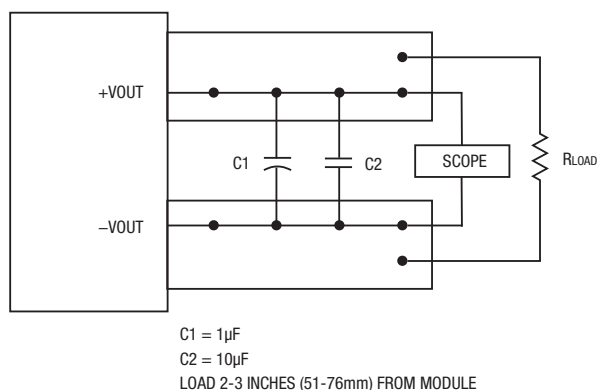 +VOUT
C1
C2
SCOPE
RLOAD
−VOUT
C1 = 1µF
C2 = 10µF
LOAD 2-3 INCHES (51-76mm) FROM MODULE